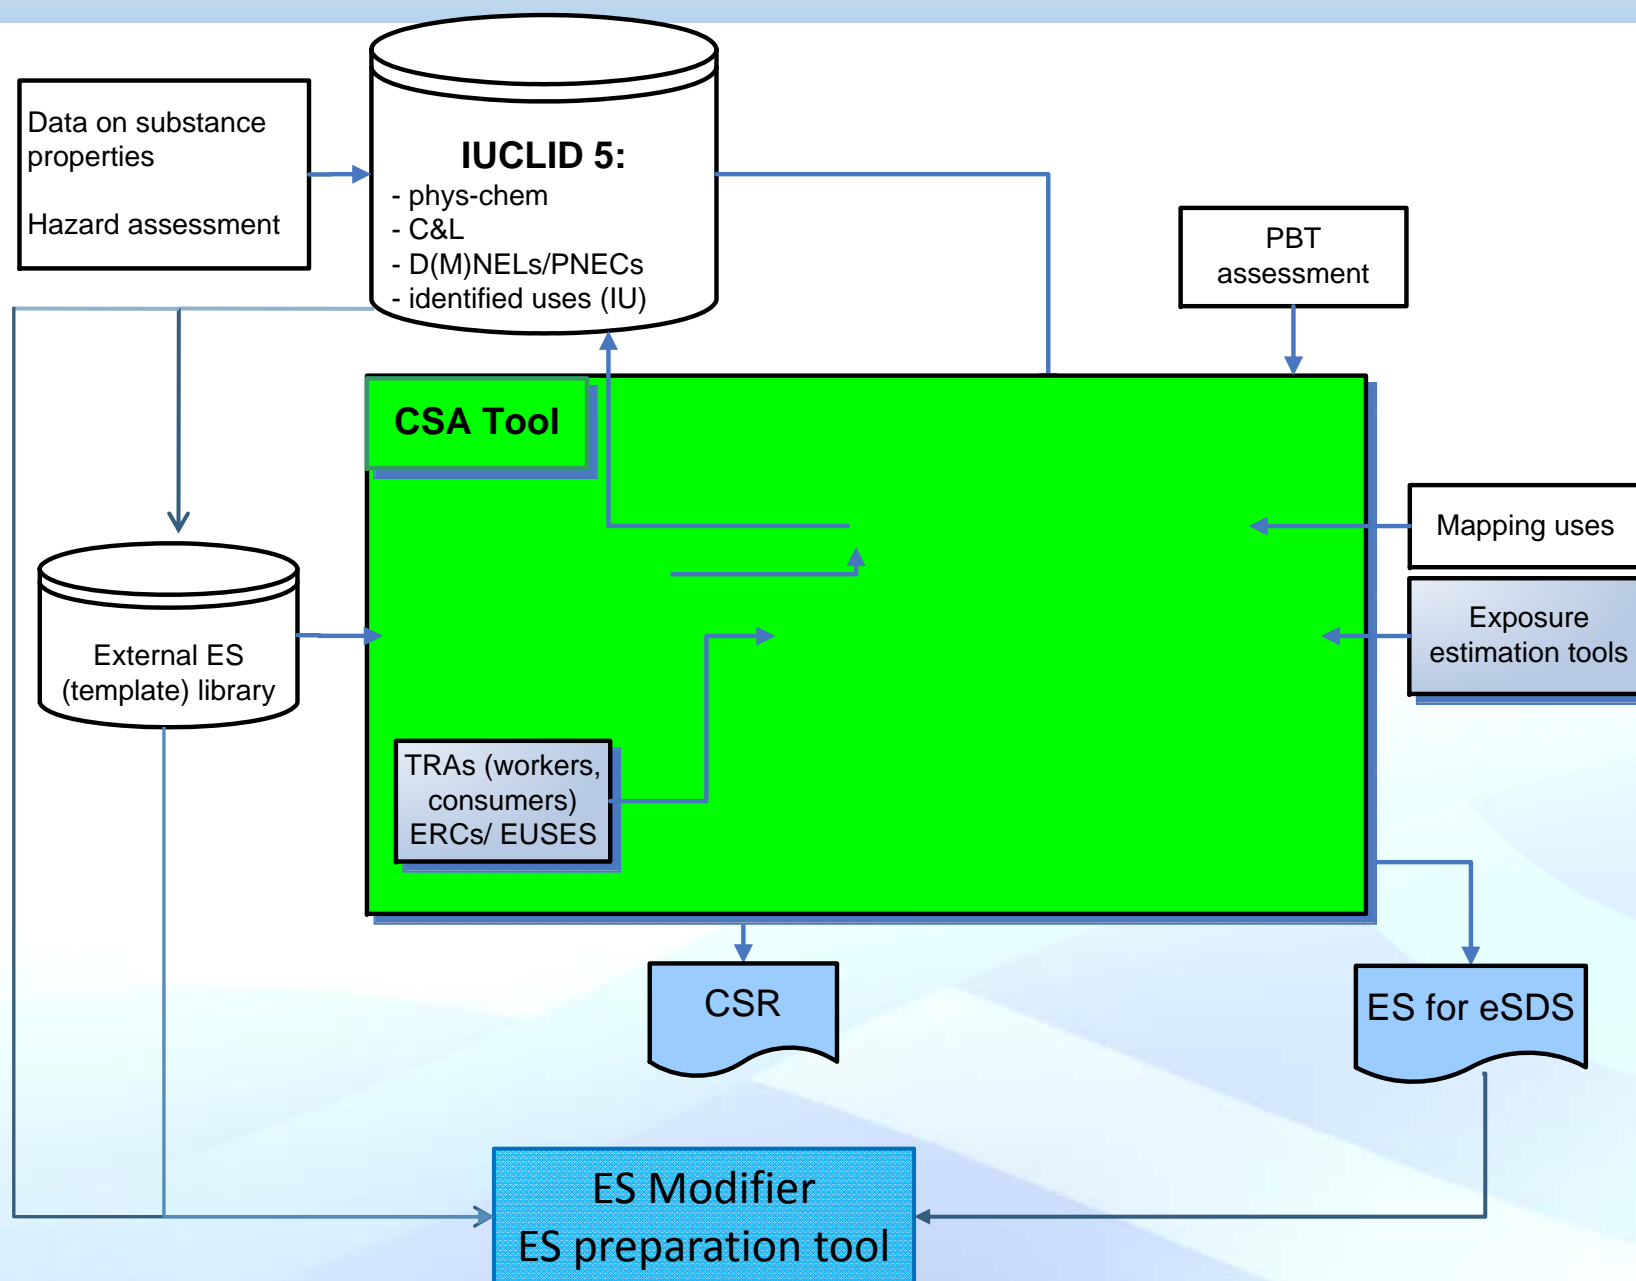 Data on substance
properties
Hazard assessment
IUCLID 5:
- phys-chem
- C&L
- D(M)NELs/PNECs
- identified uses (IU)
PBT
assessment
CSA Tool
Mapping uses
Exposure
estimation tools
External ES
(template) library
TRAs (workers,
consumers)
ERCs/ EUSES
CSR
ES for eSDS
ES Modifier
ES preparation tool